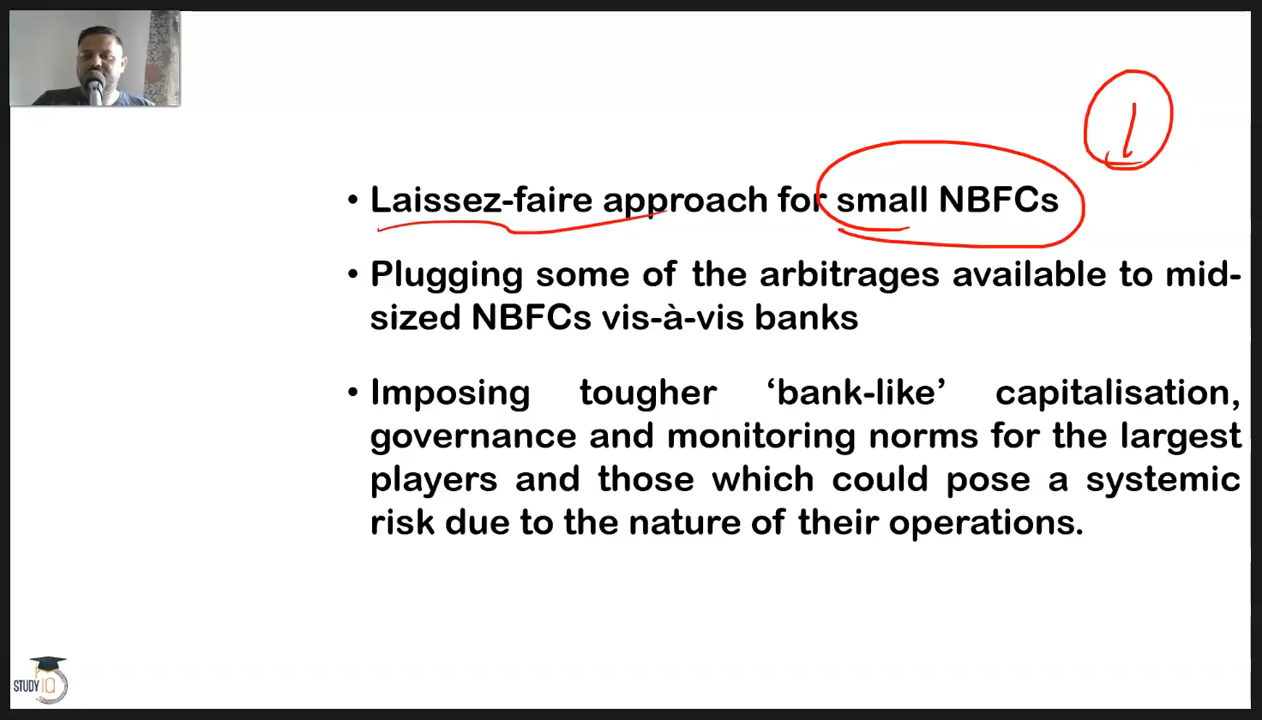 • Laissez-faire approach for small NBFCs
1
• Plugging some of the arbitrages available to mid-
sized NBFCs vis-à-vis banks
• Imposing tougher ‘bank-like’ capitalisation,
governance and monitoring norms for the largest
players and those which could pose a systemic
risk due to the nature of their operations.
STUDY IQ